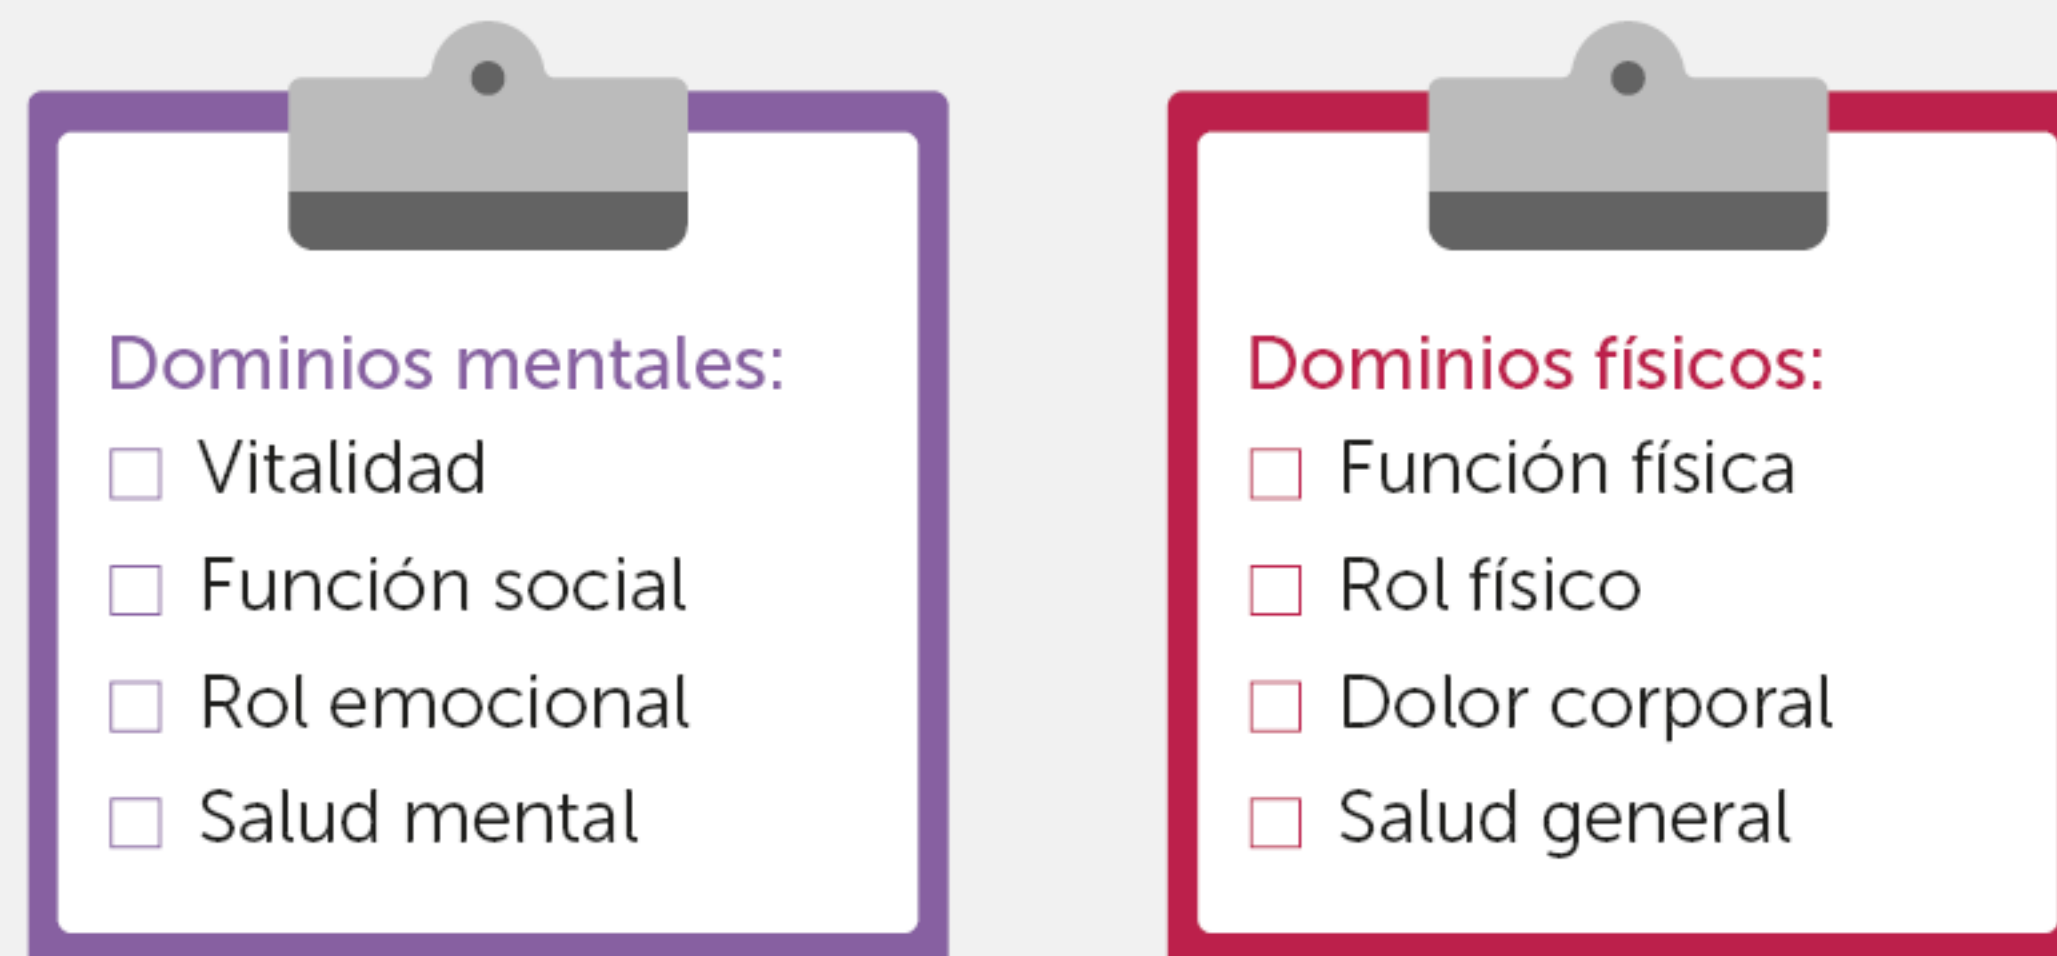 Dominios mentales:
Vitalidad
Función social
Rol emocional
Salud mental
Dominios físicos:
Función física
Rol físico
Dolor corporal
Salud general